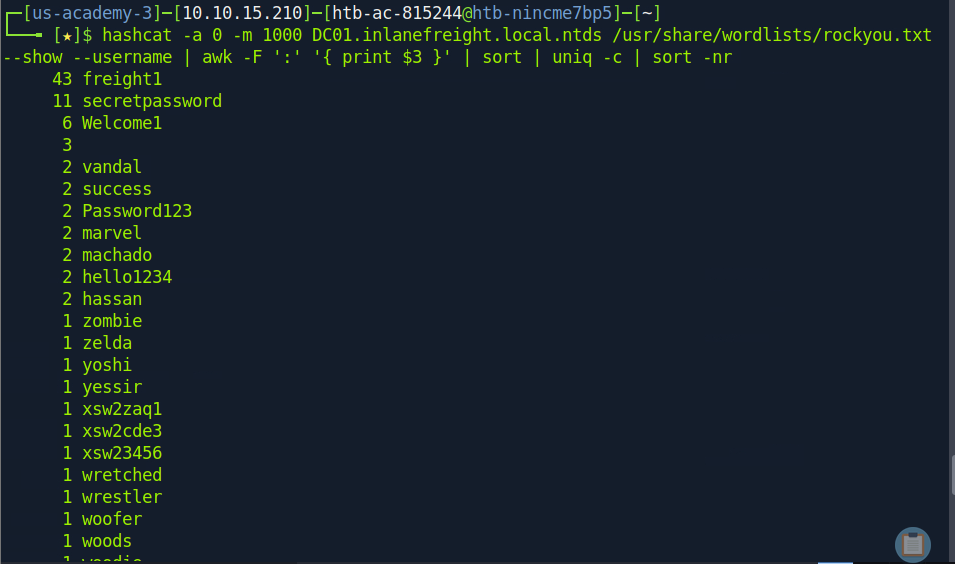 ┌─[us-academy-3]─[10.10.15.210]─[htb-ac-815244@htb-nincme7bp5]─[~]
└──╼ [★]$ hashcat -a 0 -m 1000 DC01.inlanefreight.local.ntds /usr/share/wordlists/rockyou.txt
--show --username | awk -F ':' '{ print $3 }' | sort | uniq -c | sort -nr
43 freight1
11 secretpassword
6 Welcome1
3
2 vandal
2 success
2 Password123
2 marvel
2 machado
2 hello1234
2 hassan
1 zombie
1 zelda
1 yoshi
1 yessir
1 xsw2zaq1
1 xsw2cde3
1 xsw23456
1 wretched
1 wrestler
1 woofer
1 woods